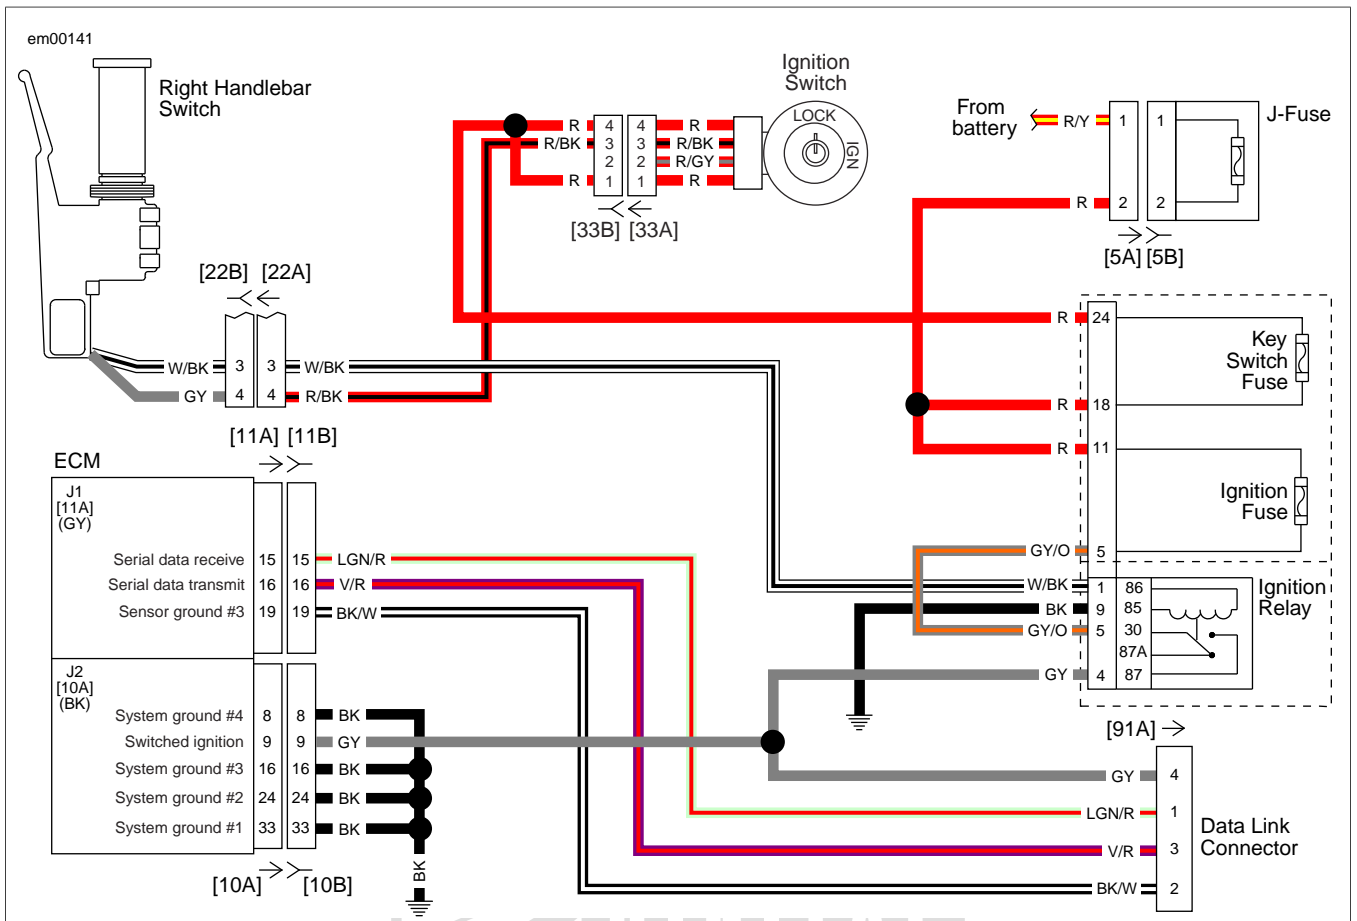 em00141
Right Handlebar
Switch
Ignition
Switch
LOCK
IGN
From
battery
R/Y 1 1
J-Fuse
R 2 2
[5A] [5B]
R 4 4 R
R/BK 3 3 R/BK
2 2 R/GY
R 1 1 R
[33B] [33A]
[22B] [22A]
W/BK 3 3 W/BK
GY 4 4 R/BK
R 24
Key
Switch
Fuse
R 18
R 11
Ignition
Fuse
GY/O 5
W/BK 1 86
BK 9 85
GY/O 5 30
87A
GY 4 87
Ignition
Relay
[11A] [11B]
ECM
J1
[11A]
(GY)
Serial data receive 15 15 LGN/R
Serial data transmit 16 16 V/R
Sensor ground #3 19 19 BK/W
J2
[10A]
(BK)
System ground #4 8 8 BK
Switched ignition 9 9 GY
System ground #3 16 16 BK
System ground #2 24 24 BK
System ground #1 33 33 BK
BK
[10A] [10B]
[91A]
GY 4
LGN/R 1
V/R 3
BK/W 2
Data Link
Connector